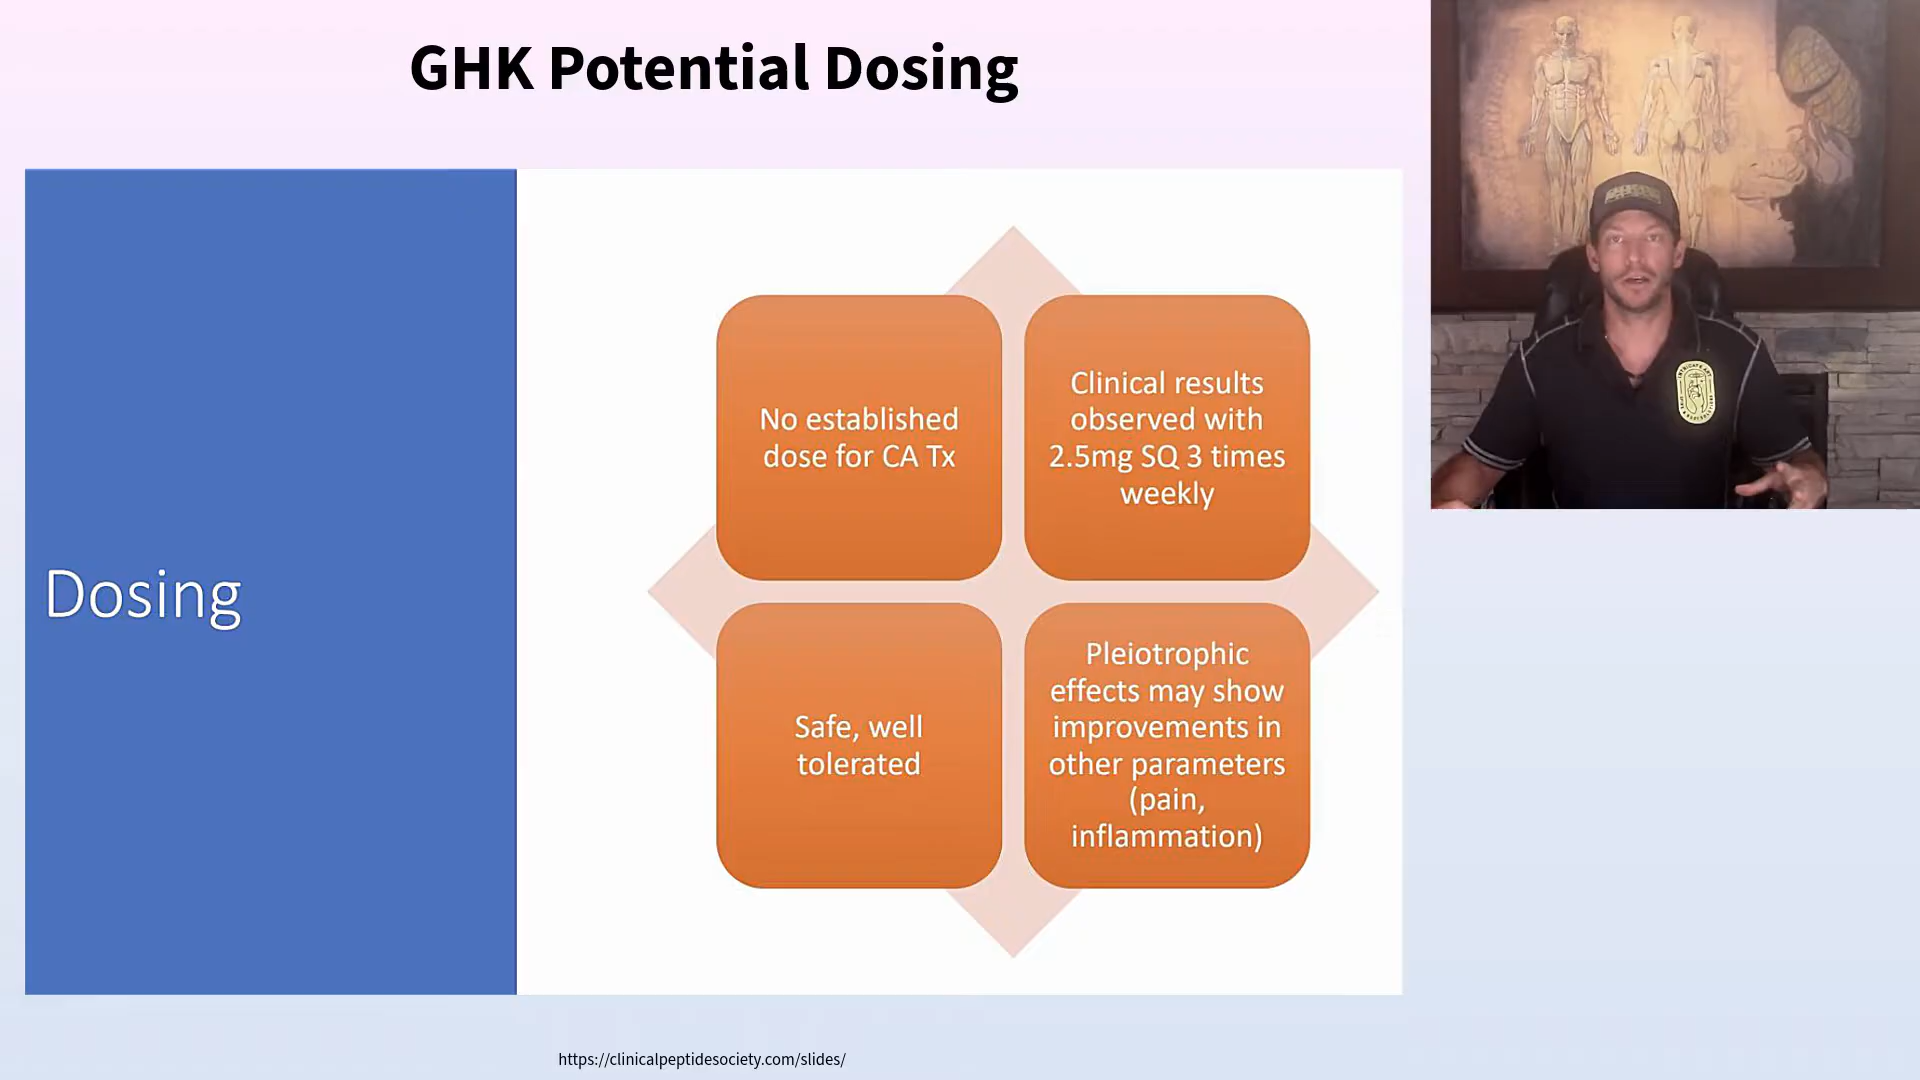 GHK Potential Dosing
Dosing
No established
dose for CA Tx
Clinical results
observed with
2.5mg SQ 3 times
weekly
Safe, well
tolerated
Pleiotrophic
effects may show
improvements in
other parameters
(pain,
inflammation)
https://clinicalpeptidesociety.com/slides/